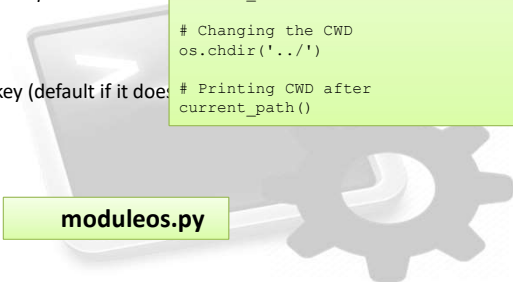 # Changing the CWD
os.chdir('../')
key (default if it does
# Printing CWD after
current_path()
moduleos.py